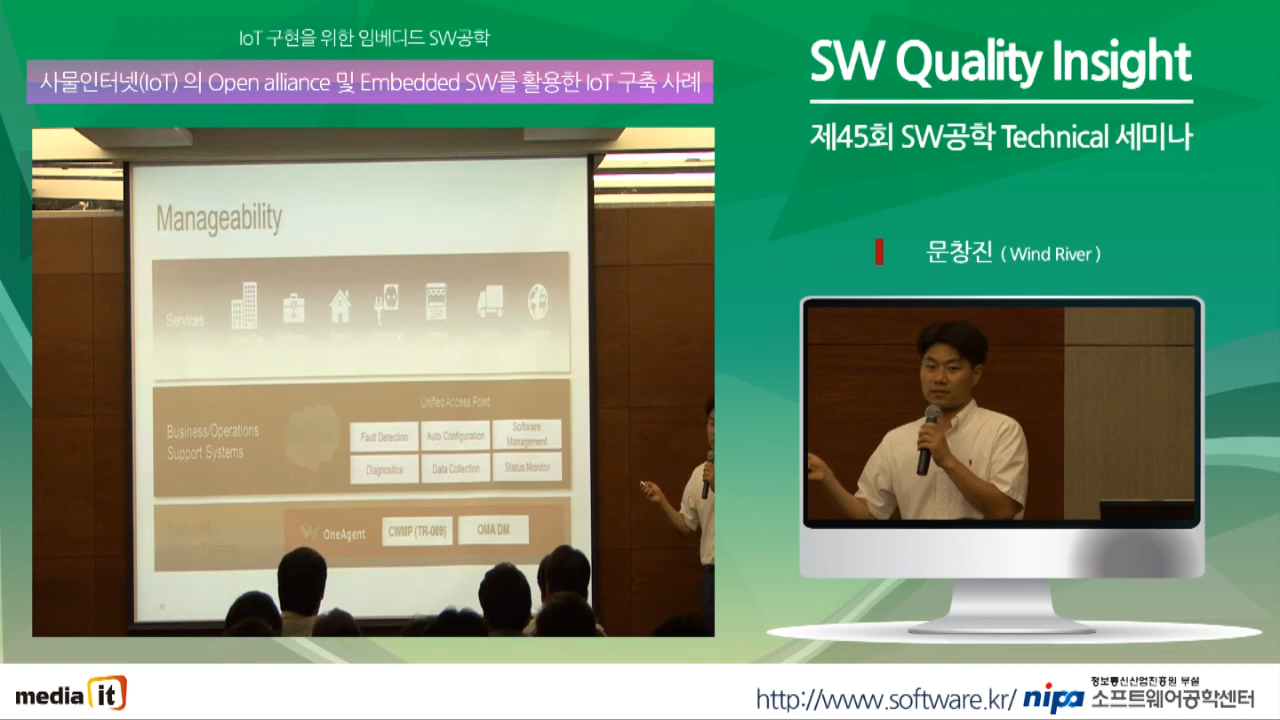 IoT 구현을 위한 임베디드 SW공학
사물인터넷(IoT) 의 Open alliance 및 Embedded SW를 활용한 IoT 구축 사례
SW Quality Insight
제45회 SW공학 Technical 세미나
문창진 ( Wind River )
Manageability
Services
Business/Operations
Support Systems
Unified Access Point
Fault Detection
Auto Configuration
Software
Management
Diagnostics
Data Collection
Status Monitor
OneAgent
CWMP (TR-069)
OMA DM
media it
http://www.software.kr/
nipa
정보통신산업진흥원 부설
소프트웨어공학센터